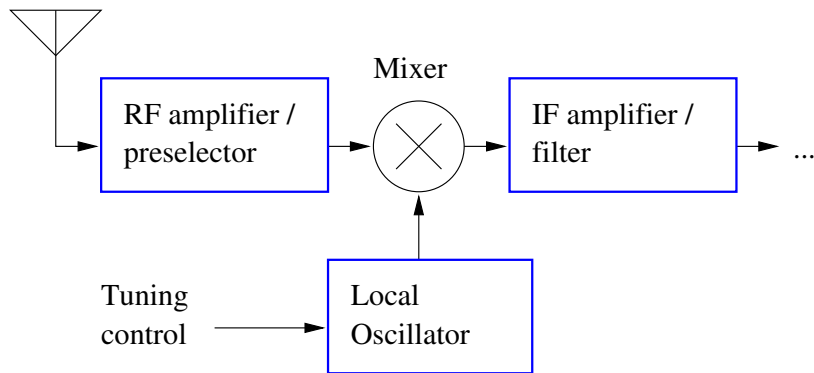 Mixer
RF amplifier /
preselector
IF amplifier /
filter
...
Tuning
control
Local
Oscillator